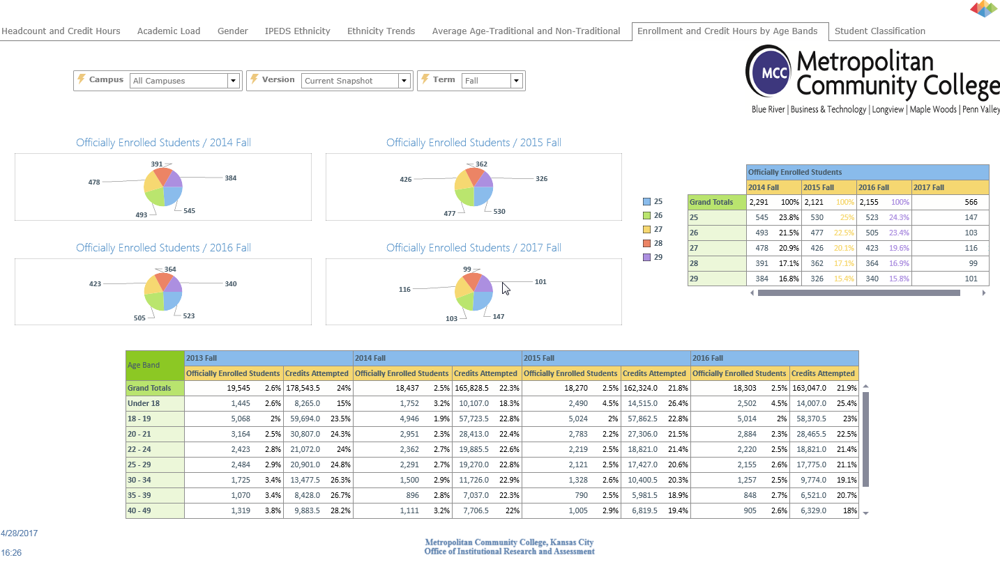 Headcount and Credit Hours Academic Load Gender IPEDS Ethnicity Ethnicity Trends Average Age-Traditional and Non-Traditional Enrollment and Credit Hours by Age Bands Student Classification
MCC Metropolitan
Community College
Blue River | Business & Technology | Longview | Maple Woods | Penn Valley
Campus All Campuses Version Current Snapshot Term Fall
Officially Enrolled Students / 2014 Fall
391
384
478
493
545
Officially Enrolled Students / 2015 Fall
362
326
426
477
530
Officially Enrolled Students / 2016 Fall
364
340
423
505
523
Officially Enrolled Students / 2017 Fall
99
101
116
103
147
25
26
27
28
29
Officially Enrolled Students
2014 Fall 2015 Fall 2016 Fall 2017 Fall
Grand Totals 2,291 100% 2,121 100% 2,155 100% 566
25 545 23.8% 530 25% 523 24.3% 147
26 493 21.5% 477 22.5% 505 23.4% 103
27 478 20.9% 426 20.1% 423 19.6% 116
28 391 17.1% 362 17.1% 364 16.9% 99
29 384 16.8% 326 15.4% 340 15.8% 101
Age Band 2013 Fall 2014 Fall 2015 Fall 2016 Fall
Officially Enrolled Students Credits Attempted Officially Enrolled Students Credits Attempted Officially Enrolled Students Credits Attempted Officially Enrolled Students Credits Attempted
Grand Totals 19,545 2.6% 178,543.5 24% 18,437 2.5% 165,828.5 22.3% 18,270 2.5% 162,324.0 21.8% 18,303 2.5% 163,047.0 21.9%
Under 18 1,445 2.6% 8,265.0 15% 1,752 3.2% 10,107.0 18.3% 2,490 4.5% 14,515.0 26.4% 2,502 4.5% 14,007.0 25.4%
18 - 19 5,068 2% 59,694.0 23.5% 4,946 1.9% 57,723.5 22.8% 5,024 2% 57,862.5 22.8% 5,014 2% 58,370.5 23%
20 - 21 3,164 2.5% 30,807.0 24.3% 2,951 2.3% 28,413.0 22.4% 2,783 2.2% 27,306.0 21.5% 2,884 2.3% 28,465.5 22.5%
22 - 24 2,423 2.8% 21,072.0 24% 2,362 2.7% 19,885.5 22.6% 2,219 2.5% 18,821.0 21.4% 2,220 2.5% 18,821.0 21.4%
25 - 29 2,484 2.9% 20,901.0 24.8% 2,291 2.7% 19,270.0 22.8% 2,121 2.5% 17,427.0 20.6% 2,155 2.6% 17,775.0 21.1%
30 - 34 1,725 3.4% 13,477.5 26.3% 1,500 2.9% 11,726.0 22.9% 1,328 2.6% 10,400.5 20.3% 1,257 2.5% 9,774.0 19.1%
35 - 39 1,070 3.4% 8,428.0 26.7% 896 2.8% 7,037.0 22.3% 790 2.5% 5,981.5 18.9% 848 2.7% 6,521.0 20.7%
40 - 49 1,319 3.8% 9,883.5 28.2% 1,111 3.2% 7,706.5 22% 1,005 2.9% 6,819.5 19.4% 905 2.6% 6,329.0 18%
4/28/2017
16:26
Metropolitan Community College, Kansas City
Office of Institutional Research and Assessment